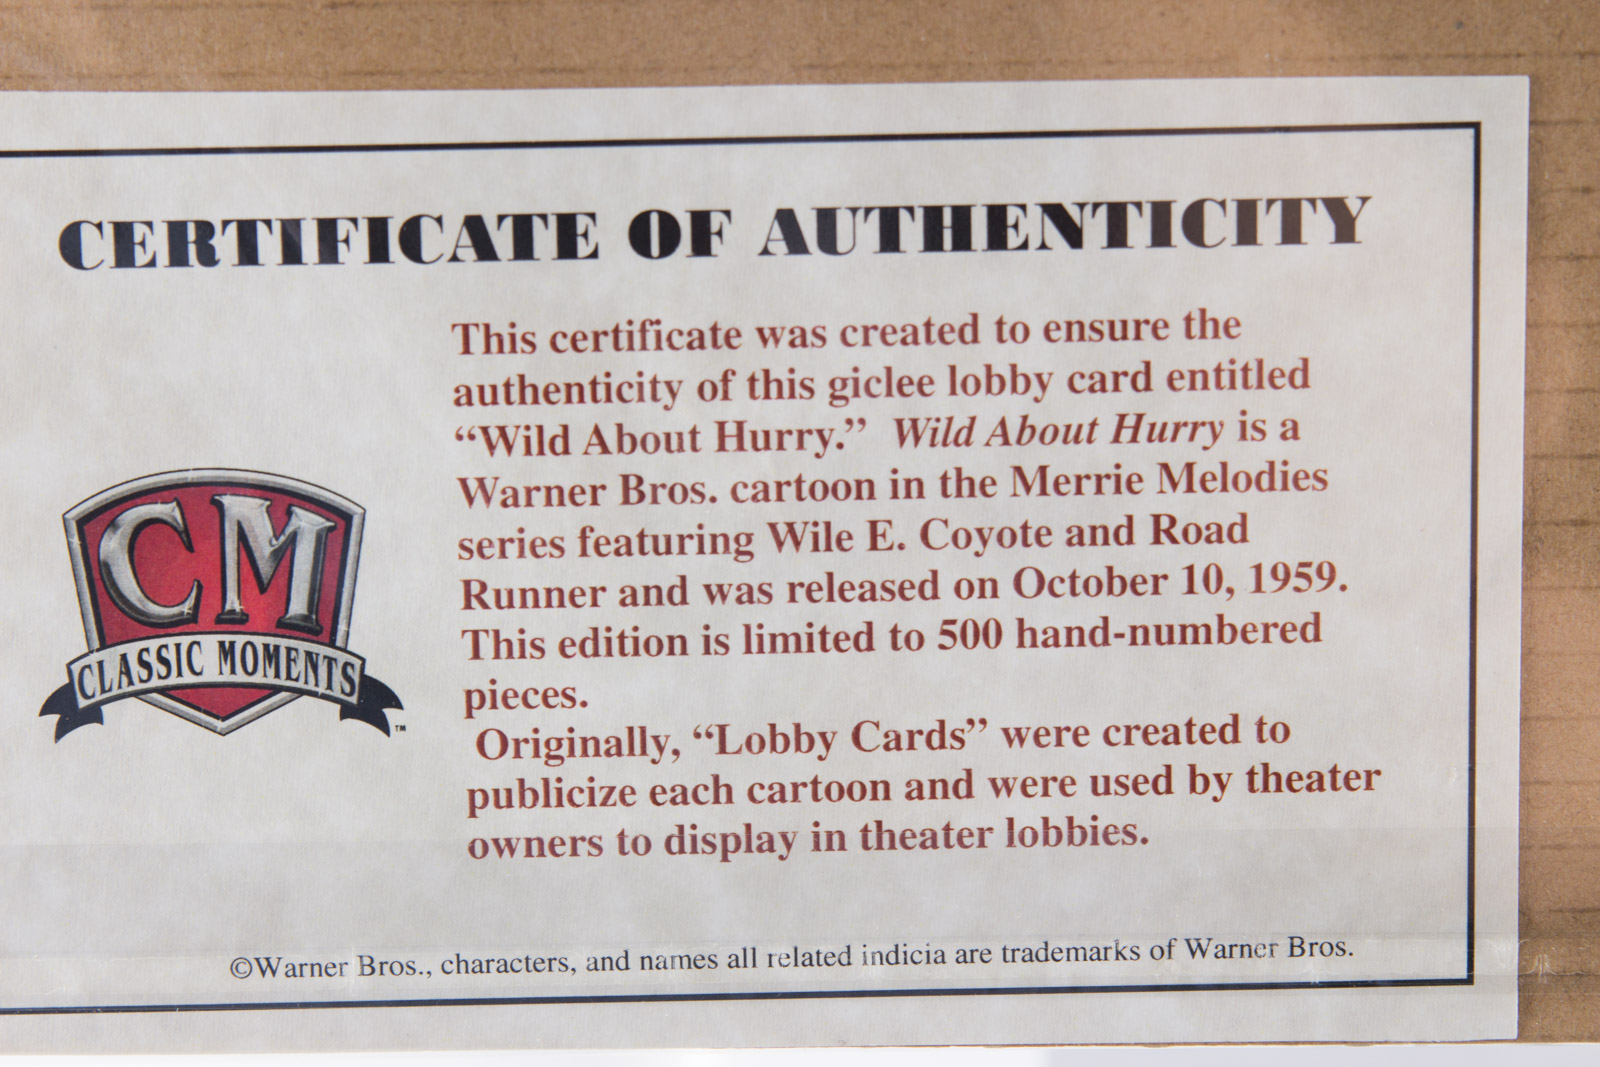 CERTIFICATE OF AUTHENTICITY
This certificate was created to ensure the
authenticity of this giclee lobby card entitled
“Wild About Hurry.” Wild About Hurry is a
Warner Bros. cartoon in the Merrie Melodies
series featuring Wile E. Coyote and Road
Runner and was released on October 10, 1959.
This edition is limited to 500 hand-numbered
pieces.
Originally, “Lobby Cards” were created to
publicize each cartoon and were used by theater
owners to display in theater lobbies.
CM
CLASSIC MOMENTS
™
©Warner Bros., characters, and names all related indicia are trademarks of Warner Bros.